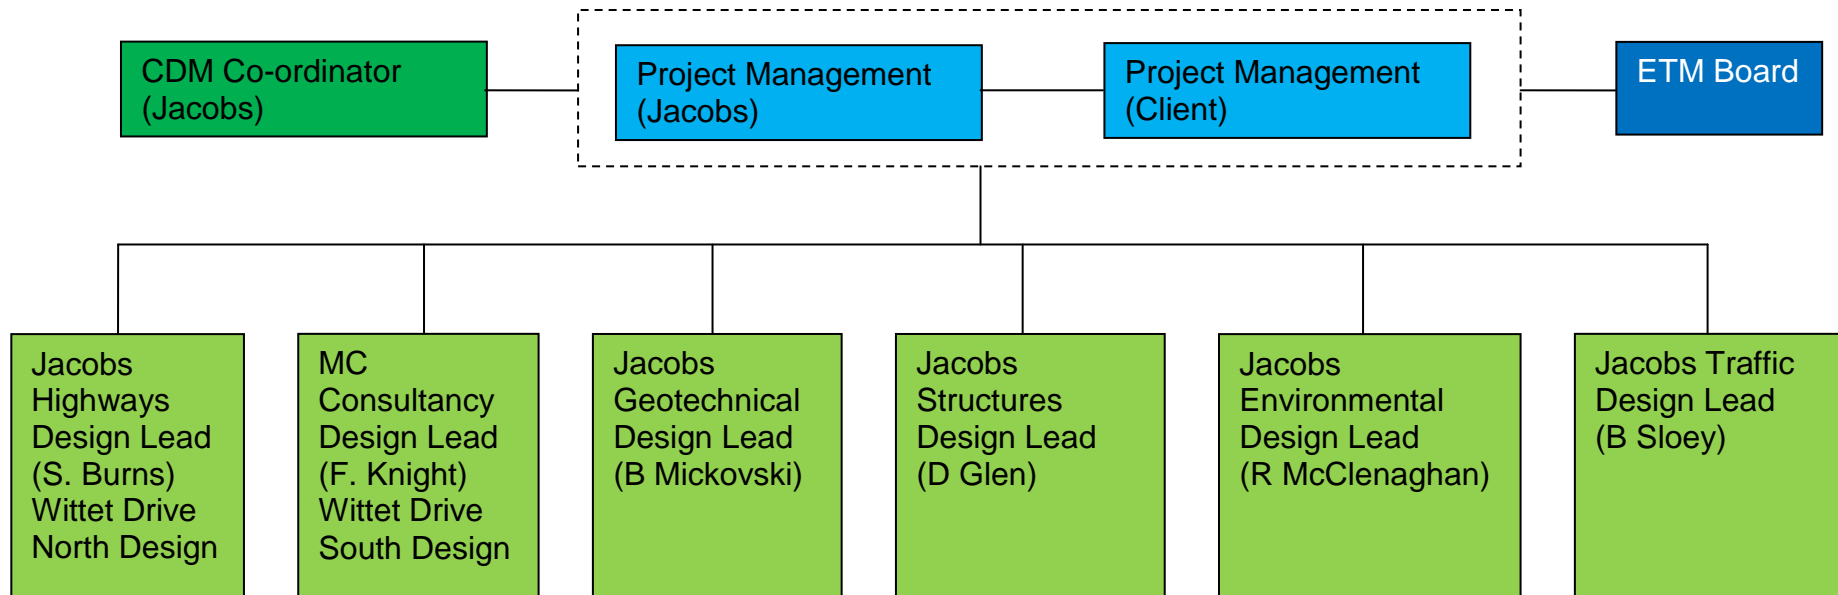 CDM Co-ordinator
(Jacobs)
Project Management
(Jacobs)
Project Management
(Client)
ETM Board
Jacobs
Highways
Design Lead
(S. Burns)
Wittet Drive
North Design
MC
Consultancy
Design Lead
(F. Knight)
Wittet Drive
South Design
Jacobs
Geotechnical
Design Lead
(B Mickovski)
Jacobs
Structures
Design Lead
(D Glen)
Jacobs
Environmental
Design Lead
(R McClenaghan)
Jacobs Traffic
Design Lead
(B Sloey)